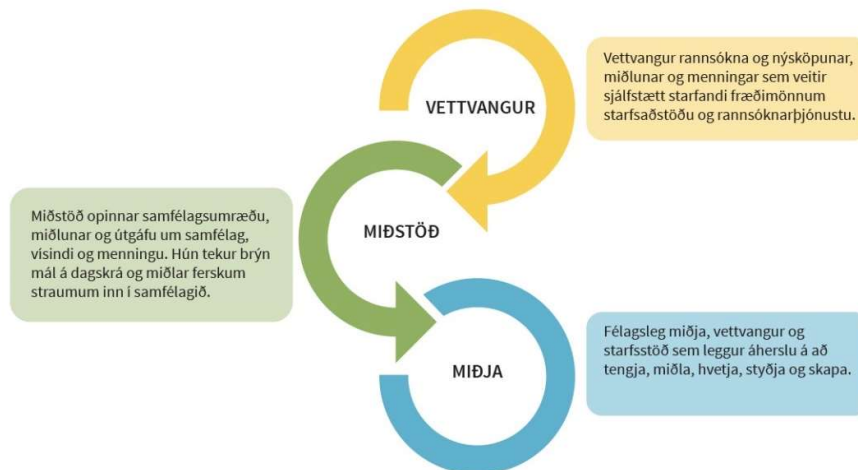 VETTVANGUR
Vettvangur rannsókna og nýsköpunar,
miðlunar og menningar sem veitir
sjálfstætt starfandi fræðimönnum
starfsaðstöðu og rannsóknarþjónustu.
MIÐSTÖÐ
Miðstöð opinnar samfélagsumræðu,
miðlunar og útgáfu um samfélag,
vísindi og menningu. Hún tekur brýn
mál á dagskrá og miðlar ferskum
straumum inn í samfélagið.
MIÐJA
Félagsleg miðja, vettvangur og
starfsstöð sem leggur áherslu á að
tengja, miðla, hvetja, styðja og skapa.